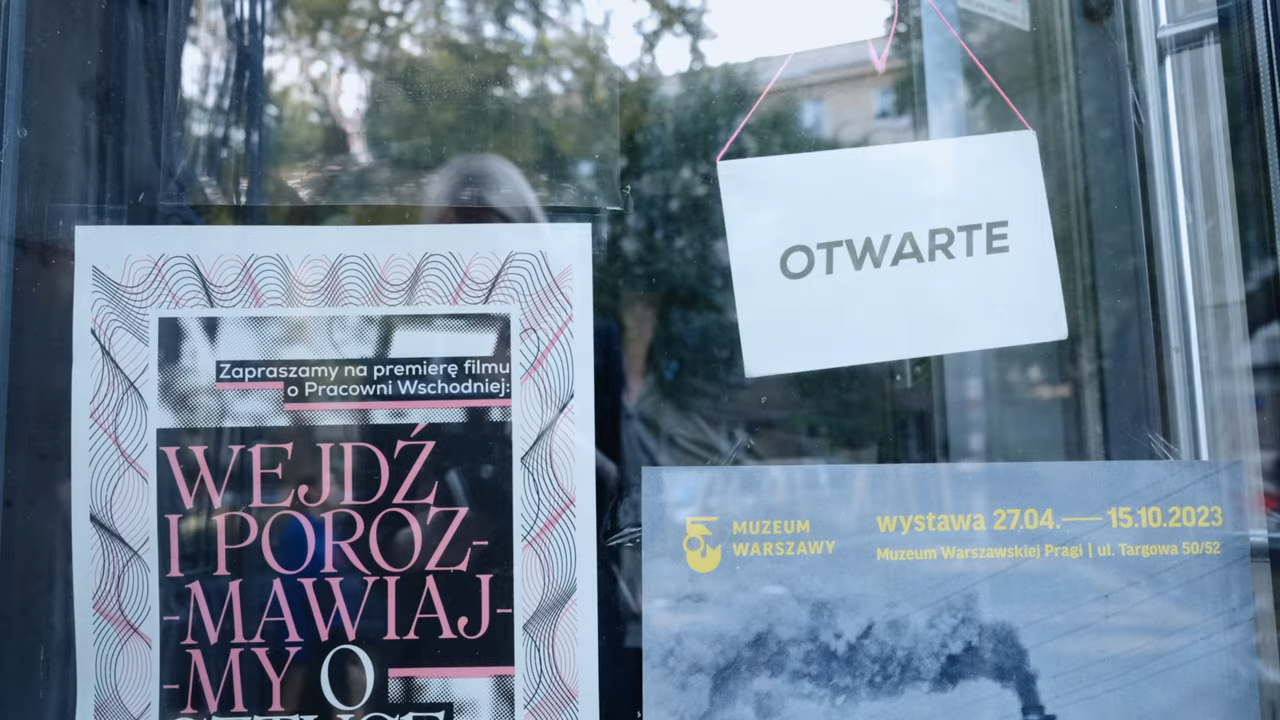 OTWARTE
Zapraszamy na premierę filmu
o Pracowni Wschodniej:
WEJDŹ
I POROZ-
-MAWIAJ-
-MY O
MUZEUM
WARSZAWY
wystawa 27.04.—15.10.2023
Muzeum Warszawskiej Pragi | ul. Targowa 50/52